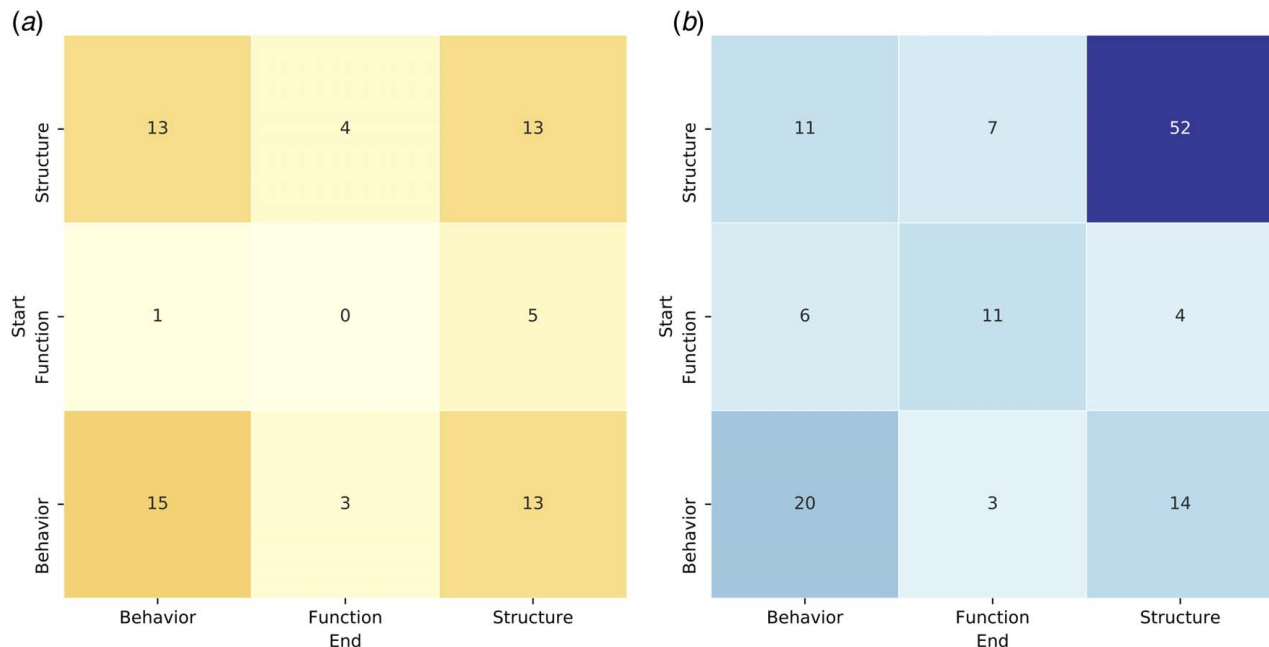 (a)
Structure
13
4
13
Start
Function
1
0
5
Behavior
15
3
13
Behavior
Function
Structure
End
(b)
Structure
11
7
52
Start
Function
6
11
4
Behavior
20
3
14
Behavior
Function
Structure
End